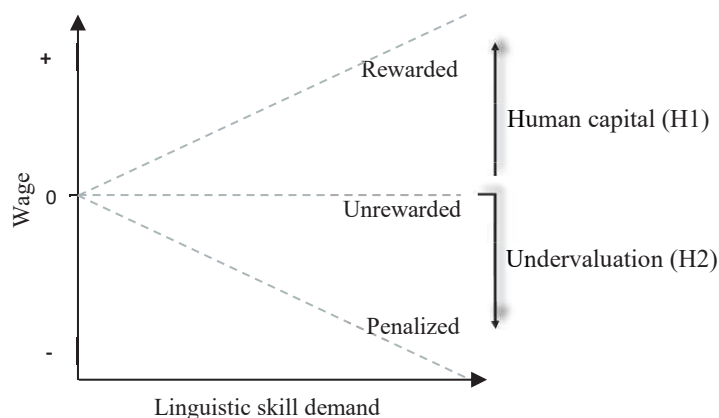 +
Rewarded
Human capital (H1)
Wage
0
Unrewarded
Undervaluation (H2)
Penalized
-
Linguistic skill demand